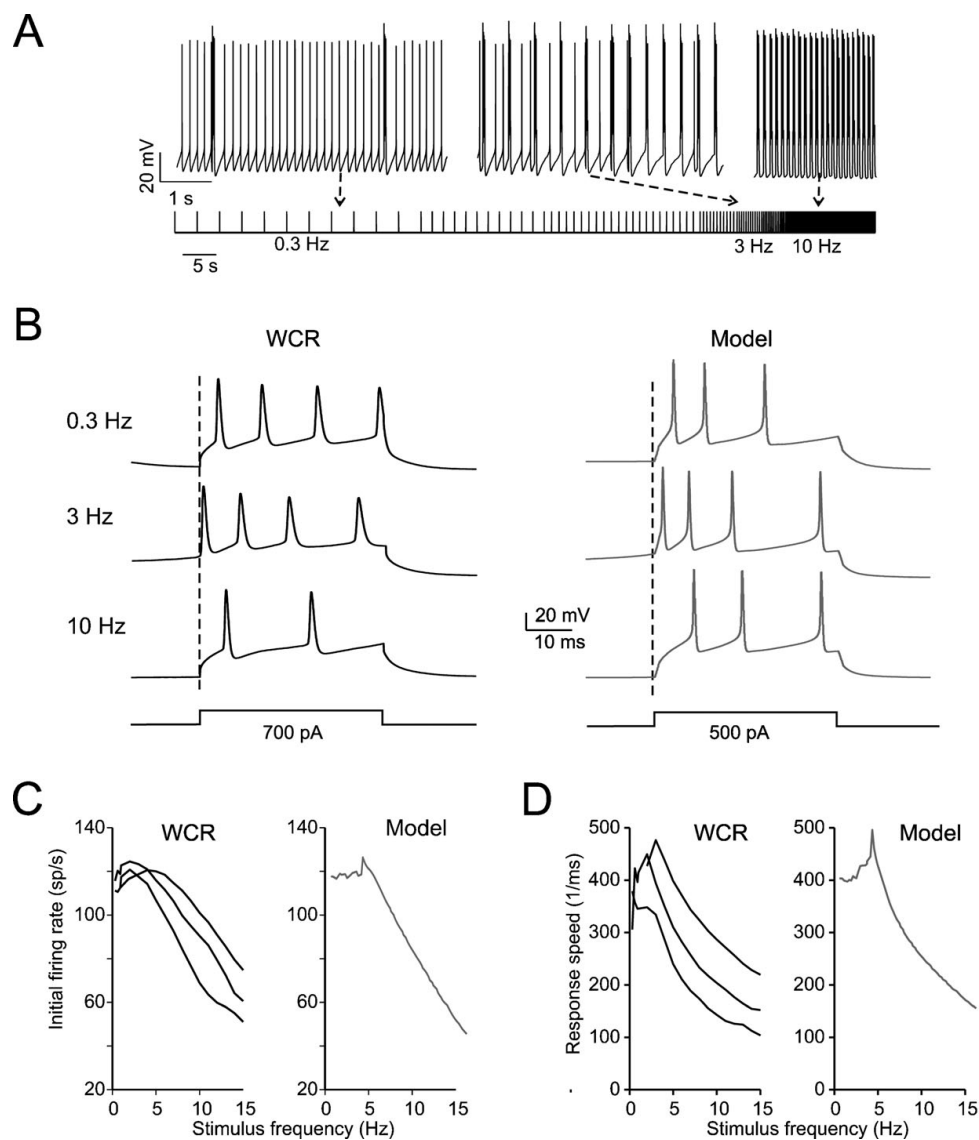 A
20 mV
1 s
0.3 Hz
3 Hz
10 Hz
5 s
B
WCR
Model
0.3 Hz
3 Hz
10 Hz
20 mV
10 ms
700 pA
500 pA
C
WCR
Model
Initial firing rate (sp/s)
140
100
60
20
0 5 10 15
0 5 10 15
Stimulus frequency (Hz)
D
WCR
Model
Response speed (1/ms)
500
400
300
200
100
0
500
400
300
200
100
0
0 5 10 15
0 5 10 15
Stimulus frequency (Hz)
140
100
60
20